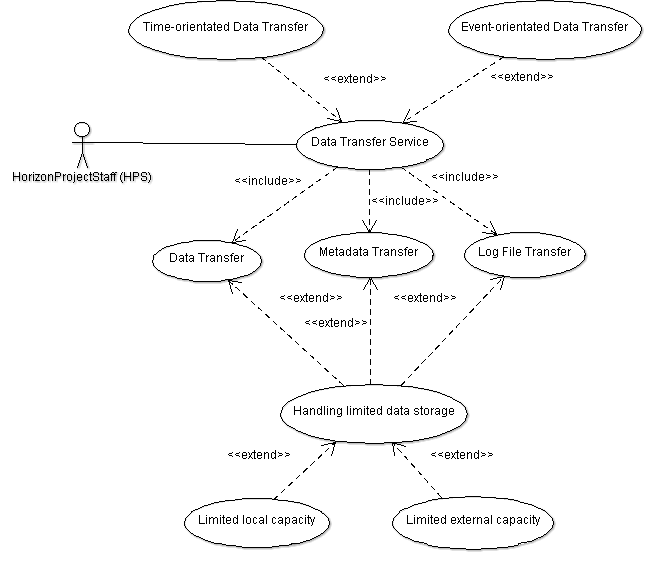 Time-orientated Data Transfer
Event-orientated Data Transfer
<<extend>>
<<extend>>
Data Transfer Service
HorizonProjectStaff (HPS)
<<include>>
<<include>>
<<include>>
Data Transfer
Metadata Transfer
Log File Transfer
<<extend>>
<<extend>>
<<extend>>
Handling limited data storage
<<extend>>
<<extend>>
Limited local capacity
Limited external capacity